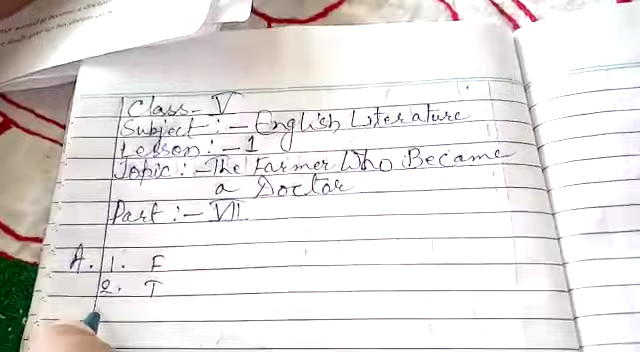 Class - V
Subject :- English Literature
Lesson :- 1
Topic :- The Farmer Who Became
a Doctor
Part :- VII
A. 1. F
2. T